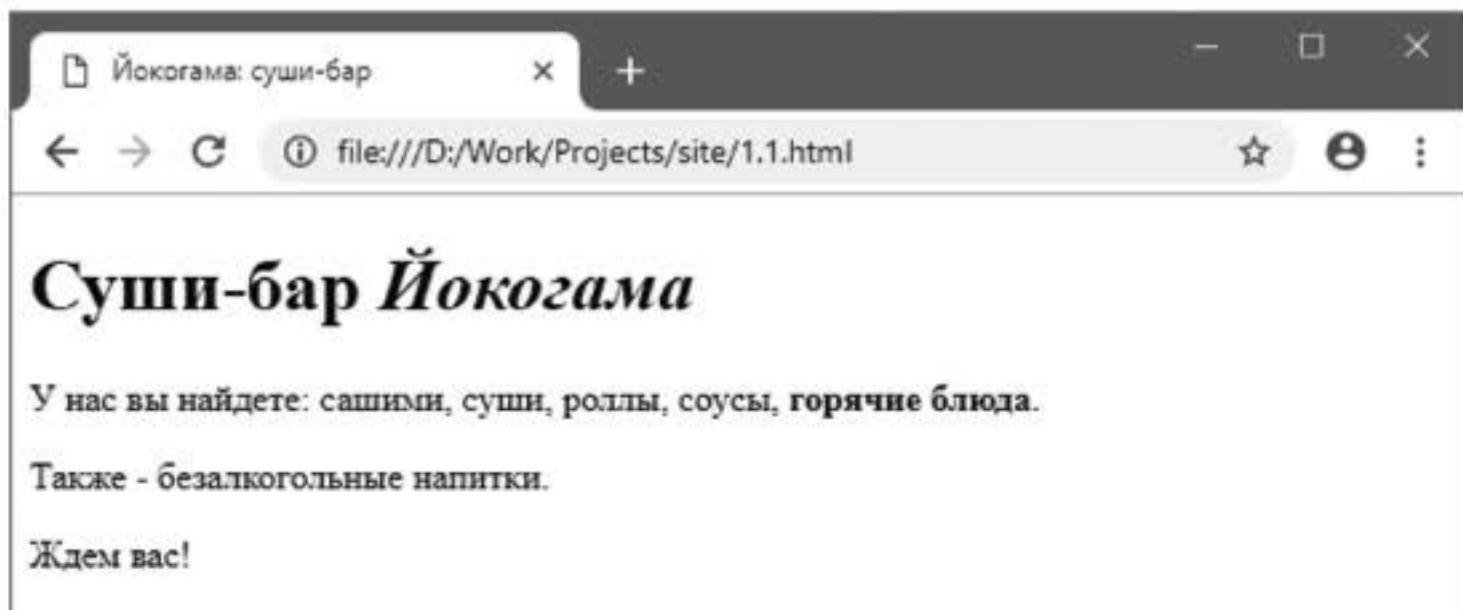 Йокогама: суши-бар
file:///D:/Work/Projects/site/1.1.html
Суши-бар Йокогама
У нас вы найдете: сашими, суши, роллы, соусы, горячие блюда.
Также - безалкогольные напитки.
Ждем вас!